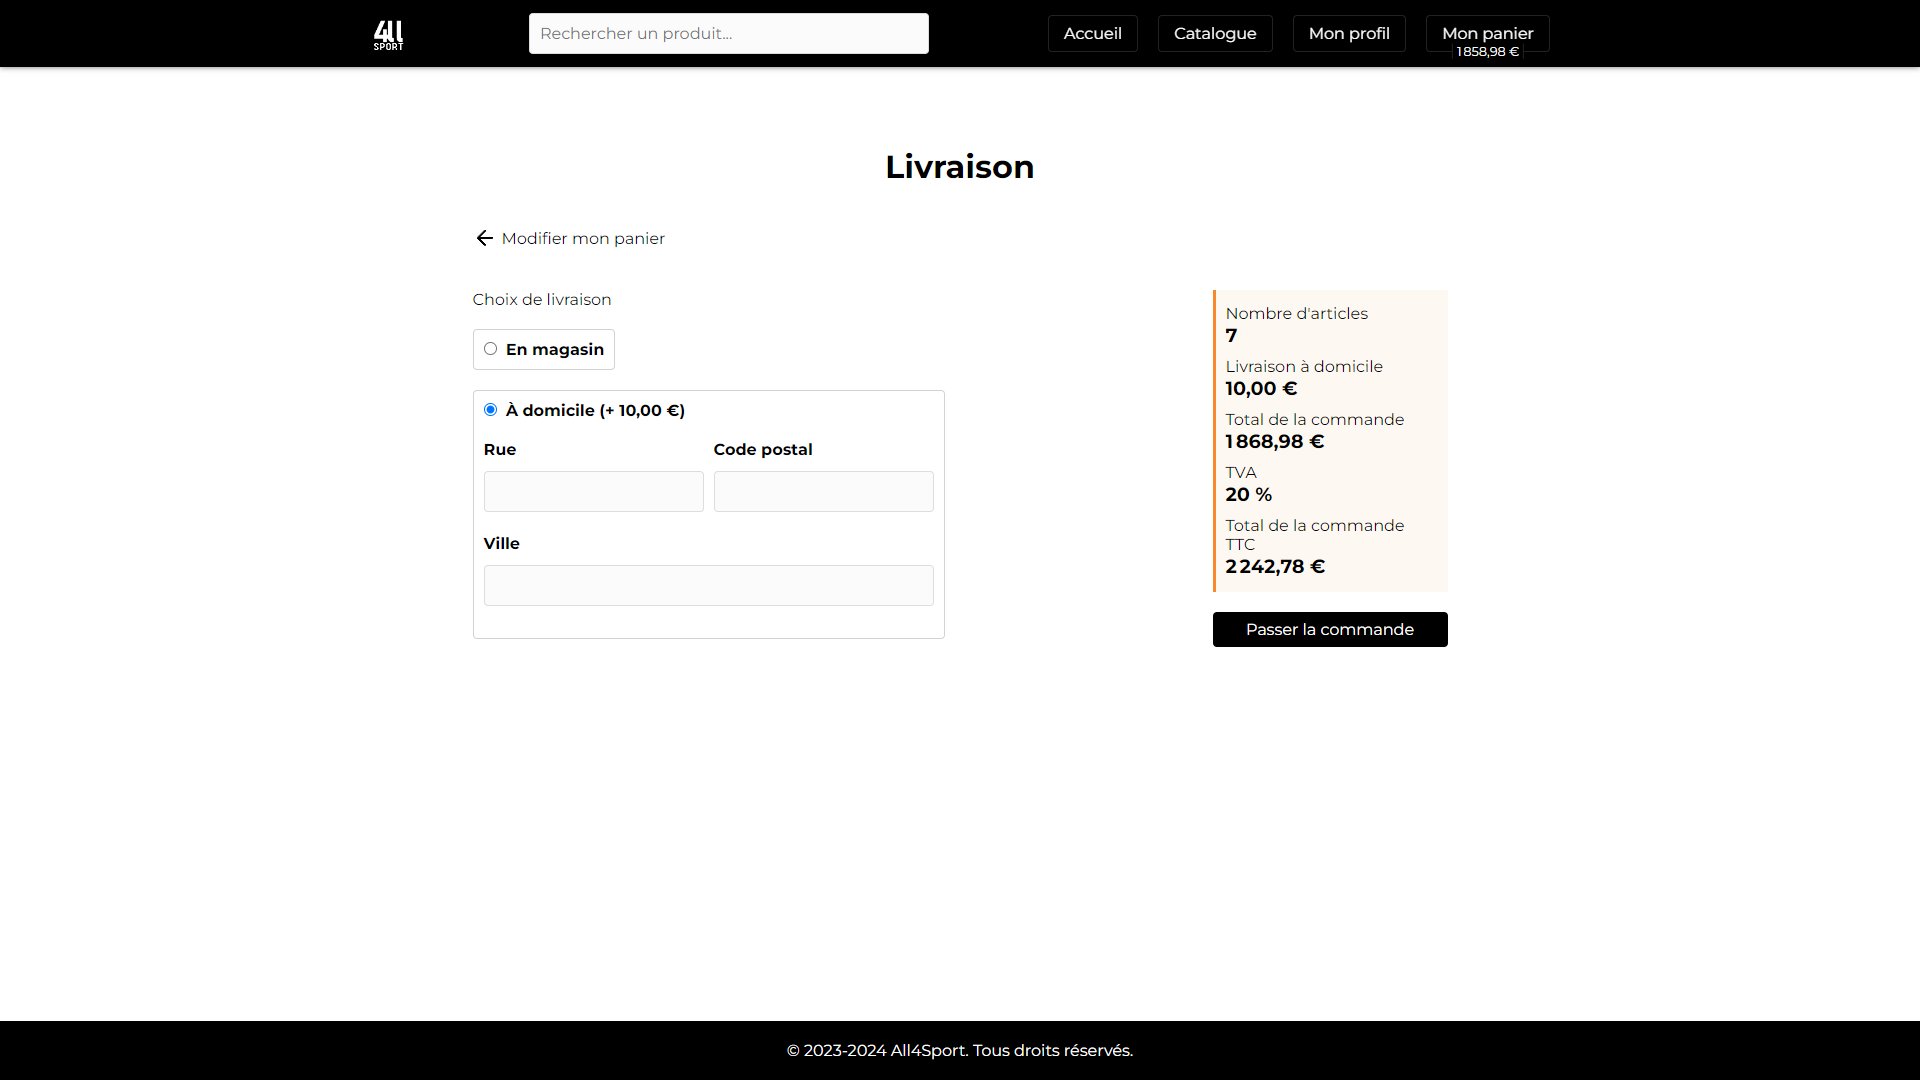 4ll
SPORT
Rechercher un produit...
Accueil
Catalogue
Mon profil
Mon panier
1 858,98 €
Livraison
Modifier mon panier
Choix de livraison
En magasin
À domicile (+ 10,00 €)
Rue
Code postal
Ville
Nombre d'articles
7
Livraison à domicile
10,00 €
Total de la commande
1 868,98 €
TVA
20 %
Total de la commande
TTC
2 242,78 €
Passer la commande
© 2023-2024 All4Sport. Tous droits réservés.